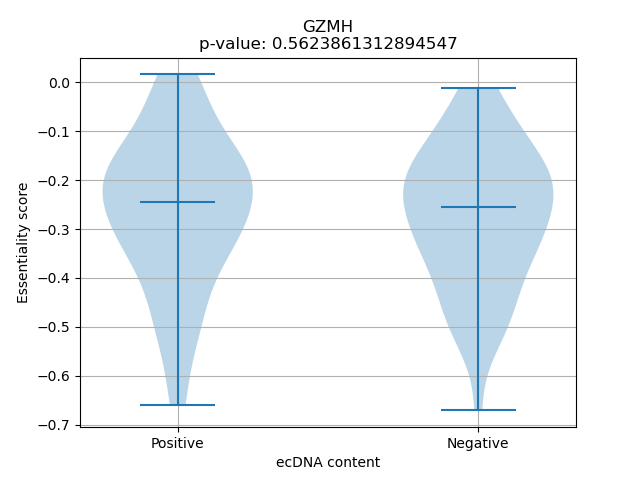 GZMH
p-value: 0.5623861312894547
0.0
−0.1
−0.2
−0.3
−0.4
−0.5
−0.6
−0.7
Essentiality score
Positive
Negative
ecDNA content